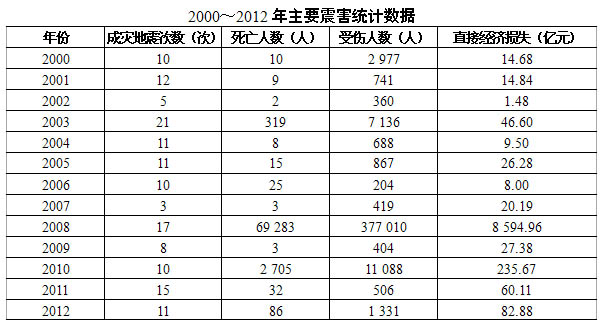 2000～2012 年主要震害统计数据
年份 成灾地震次数（次） 死亡人数（人） 受伤人数（人） 直接经济损失（亿元）
2000 10 10 2 977 14.68
2001 12 9 741 14.84
2002 5 2 360 1.48
2003 21 319 7 136 46.60
2004 11 8 688 9.50
2005 11 15 867 26.28
2006 10 25 204 8.00
2007 3 3 419 20.19
2008 17 69 283 377 010 8 594.96
2009 8 3 404 27.38
2010 10 2 705 11 088 235.67
2011 15 32 506 60.11
2012 11 86 1 331 82.88